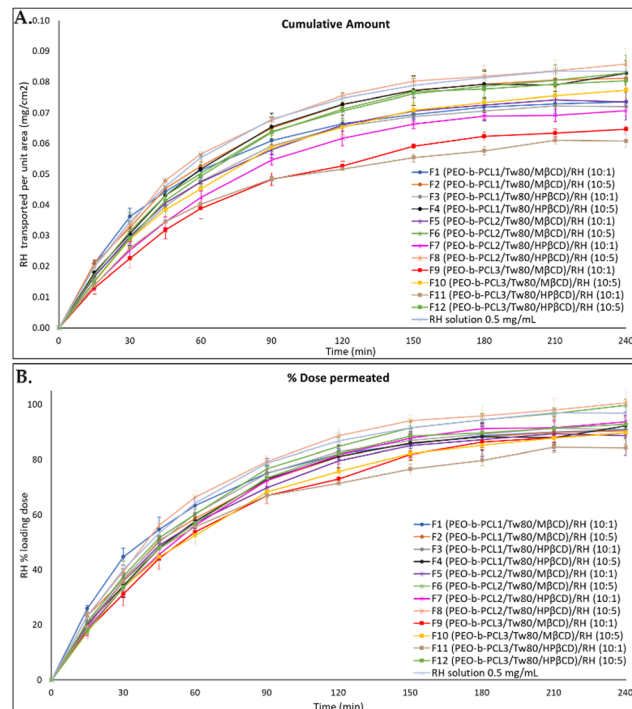 A.
Cumulative Amount
0.10
0.09
0.08
0.07
0.06
0.05
0.04
0.03
0.02
0.01
0.00
RH transported per unit area (mg/cm2)
F1 (PEO-b-PCL1/Tw80/MβCD)/RH (10:1)
F2 (PEO-b-PCL1/Tw80/MβCD)/RH (10:5)
F3 (PEO-b-PCL1/Tw80/HPβCD)/RH (10:1)
F4 (PEO-b-PCL1/Tw80/HPβCD)/RH (10:5)
F5 (PEO-b-PCL2/Tw80/MβCD)/RH (10:1)
F6 (PEO-b-PCL2/Tw80/MβCD)/RH (10:5)
F7 (PEO-b-PCL2/Tw80/HPβCD)/RH (10:1)
F8 (PEO-b-PCL2/Tw80/HPβCD)/RH (10:5)
F9 (PEO-b-PCL3/Tw80/MβCD)/RH (10:1)
F10 (PEO-b-PCL3/Tw80/MβCD)/RH (10:5)
F11 (PEO-b-PCL3/Tw80/HPβCD)/RH (10:1)
F12 (PEO-b-PCL3/Tw80/HPβCD)/RH (10:5)
RH solution 0.5 mg/mL
0 30 60 90 120 150 180 210 240
Time (min)
B.
% Dose permeated
100
80
60
40
20
0
RH % loading dose
F1 (PEO-b-PCL1/Tw80/MβCD)/RH (10:1)
F2 (PEO-b-PCL1/Tw80/MβCD)/RH (10:5)
F3 (PEO-b-PCL1/Tw80/HPβCD)/RH (10:1)
F4 (PEO-b-PCL1/Tw80/HPβCD)/RH (10:5)
F5 (PEO-b-PCL2/Tw80/MβCD)/RH (10:1)
F6 (PEO-b-PCL2/Tw80/MβCD)/RH (10:5)
F7 (PEO-b-PCL2/Tw80/HPβCD)/RH (10:1)
F8 (PEO-b-PCL2/Tw80/HPβCD)/RH (10:5)
F9 (PEO-b-PCL3/Tw80/MβCD)/RH (10:1)
F10 (PEO-b-PCL3/Tw80/MβCD)/RH (10:5)
F11 (PEO-b-PCL3/Tw80/HPβCD)/RH (10:1)
F12 (PEO-b-PCL3/Tw80/HPβCD)/RH (10:5)
RH solution 0.5 mg/mL
0 30 60 90 120 150 180 210 240
Time (min)